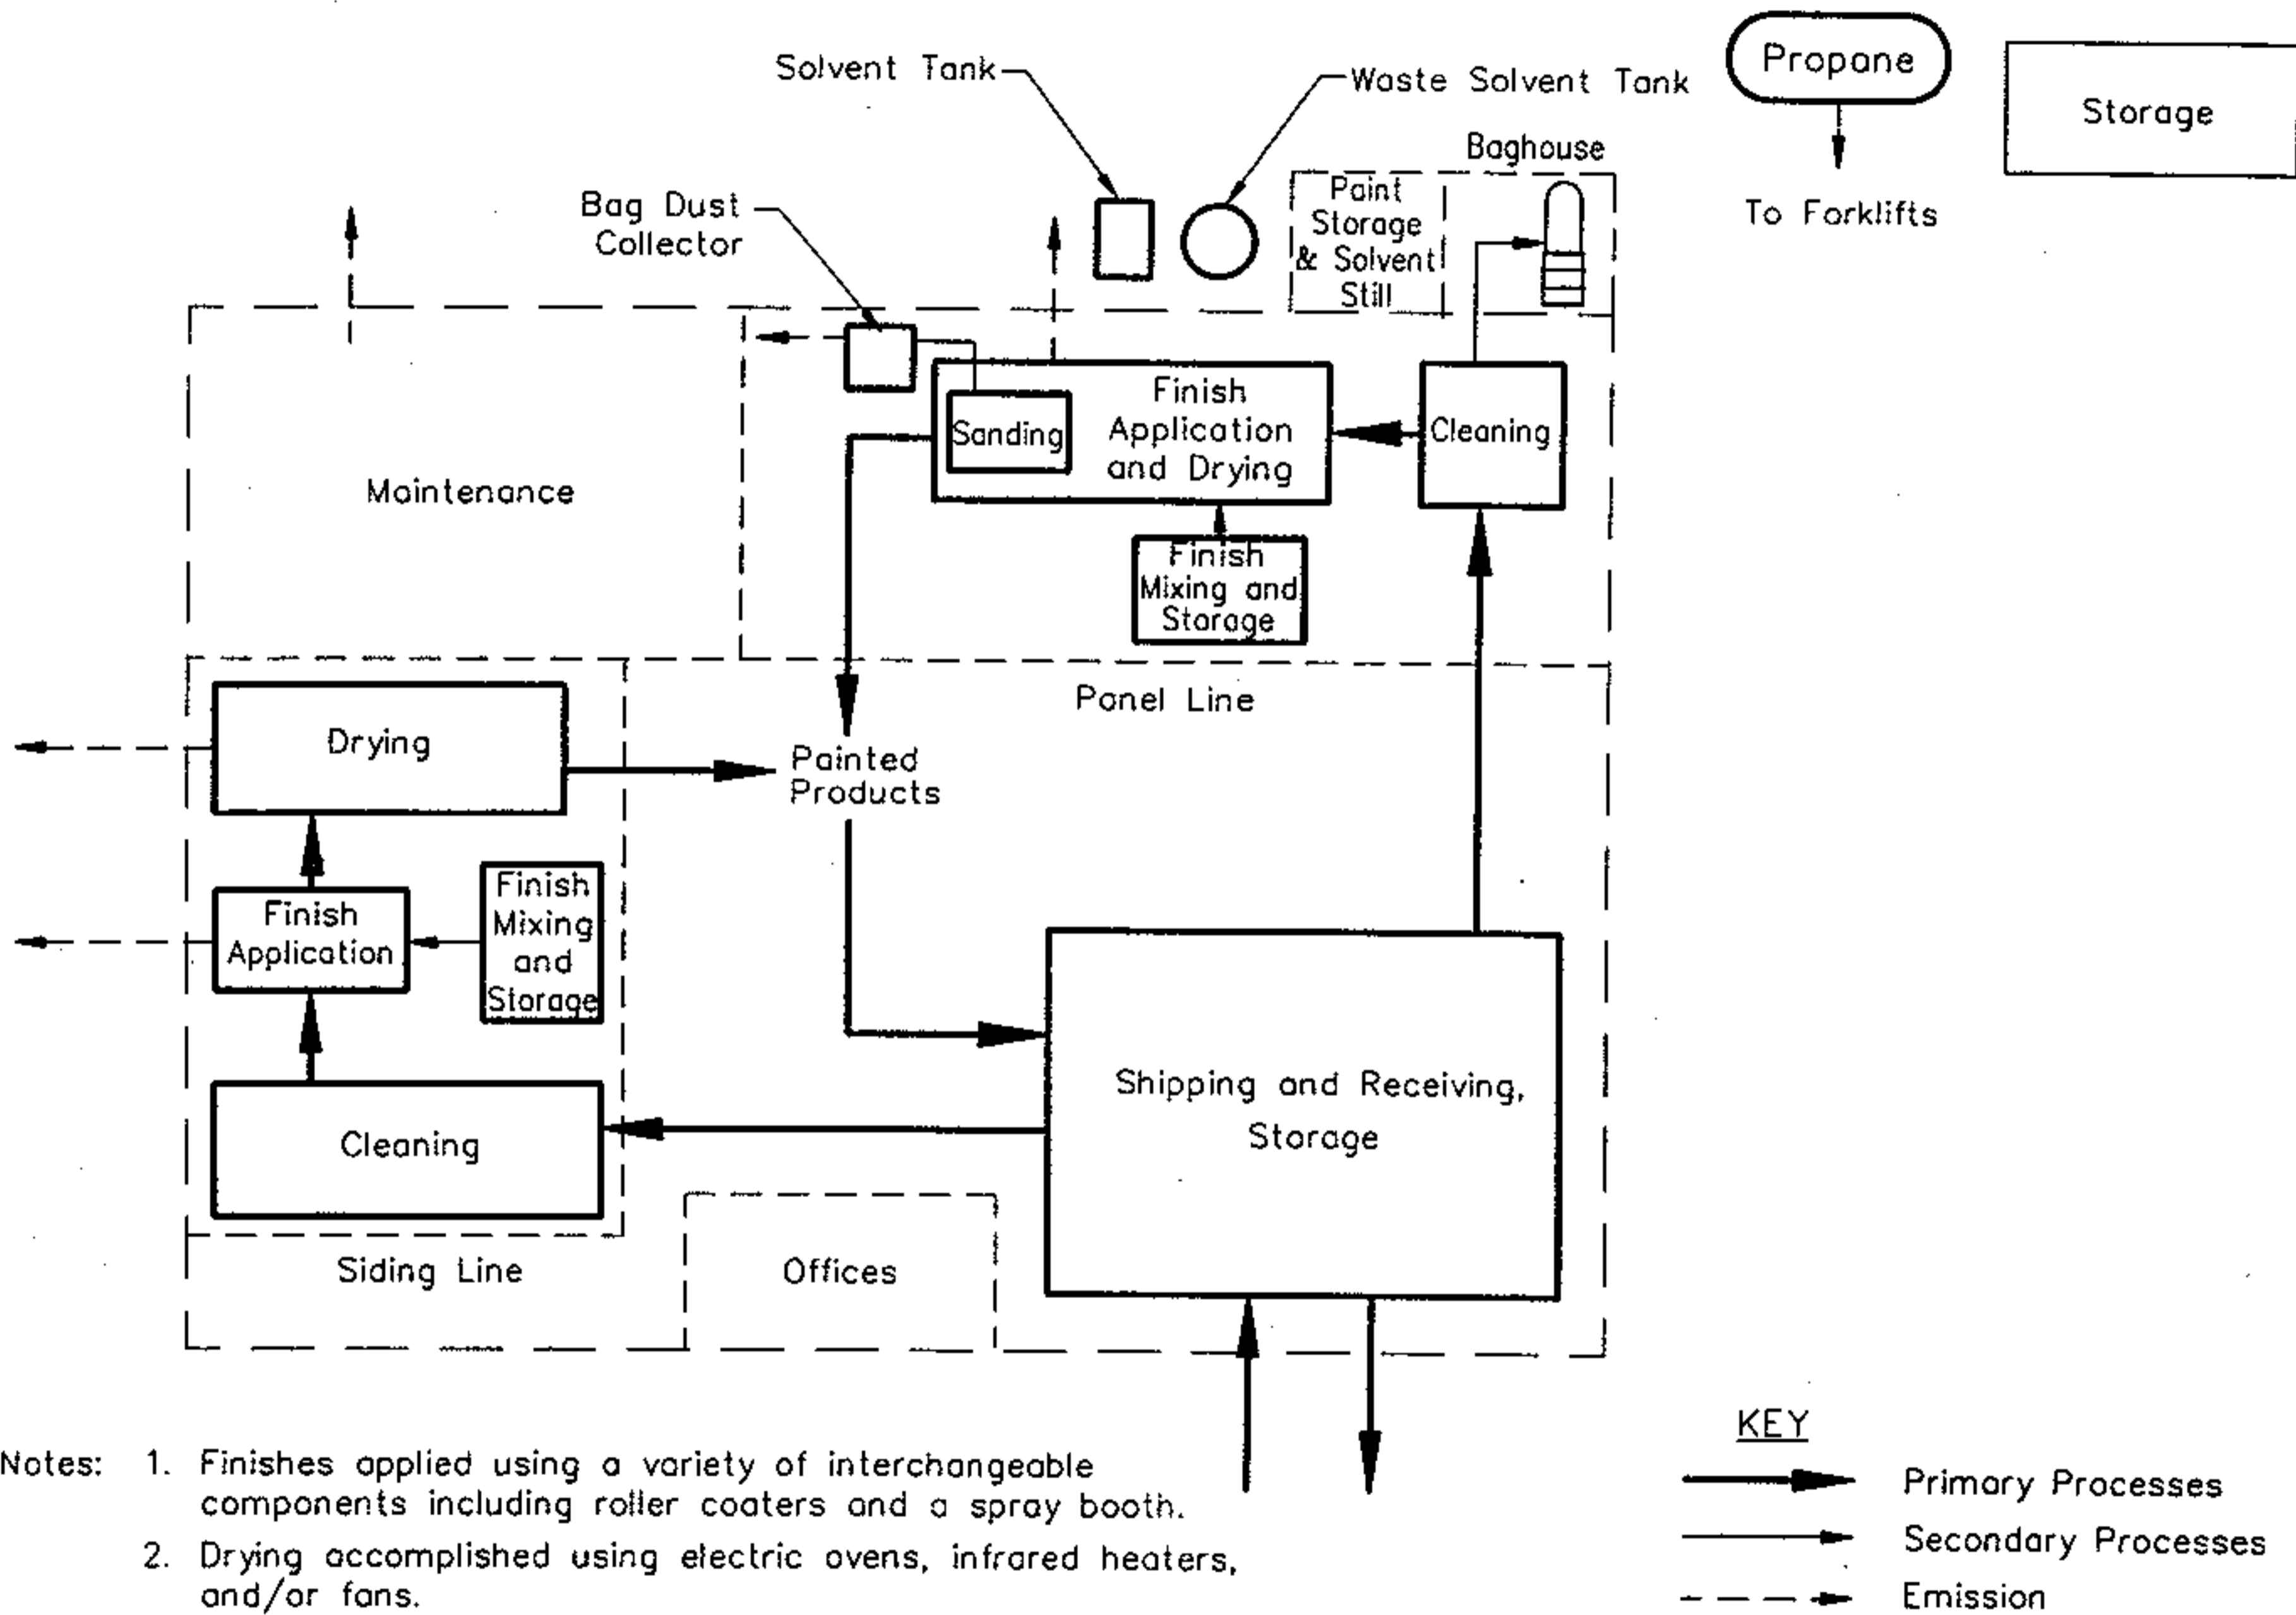 Propane
Storage
To Forklifts
Solvent Tank
Waste Solvent Tank
Baghouse
Paint
Storage
& Solvent
Still
Bag Dust
Collector
Maintenance
Sanding
Finish
Application
and Drying
Cleaning
Finish
Mixing and
Storage
Panel Line
Drying
Painted
Products
Finish
Application
Finish
Mixing
and
Storage
Cleaning
Shipping and Receiving,
Storage
Siding Line
Offices
Notes: 1. Finishes applied using a variety of interchangeable
components including roller coaters and a spray booth.
2. Drying accomplished using electric ovens, infrared heaters,
and/or fans.
KEY
Primary Processes
Secondary Processes
Emission